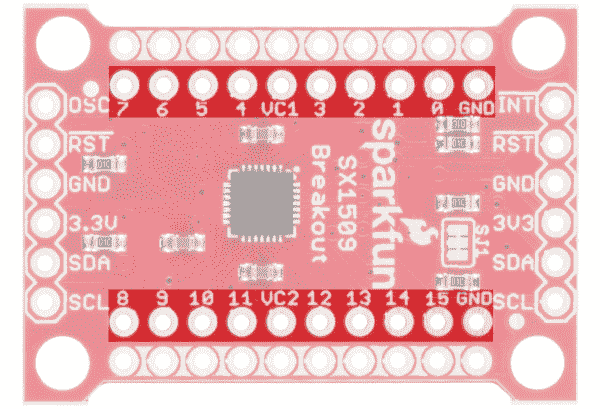 7 6 5 4 VC1 3 2 1 0 GND
OSC
RST
GND
3.3V
SDA
SCL
sparkfun
SX1509
Breakout
SJ1
INT
RST
GND
3V3
SDA
SCL
8 9 10 11 VC2 12 13 14 15 GND